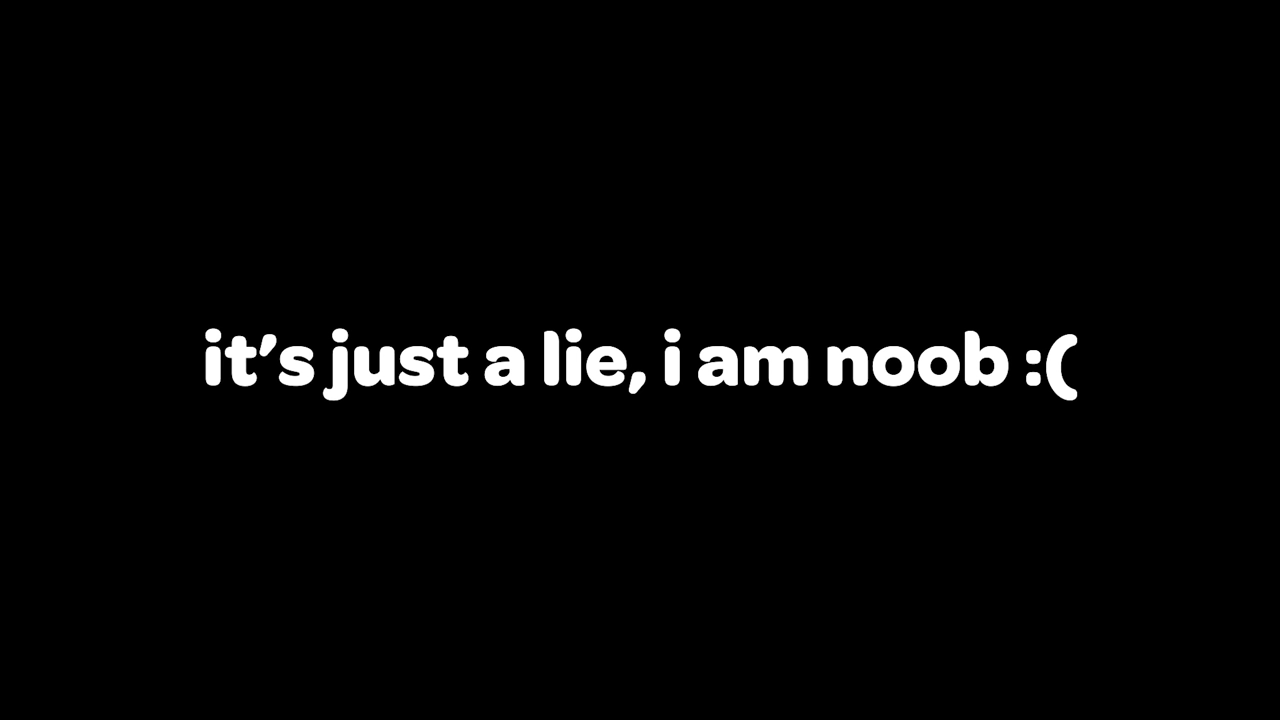 it’s just a lie, i am noob :(